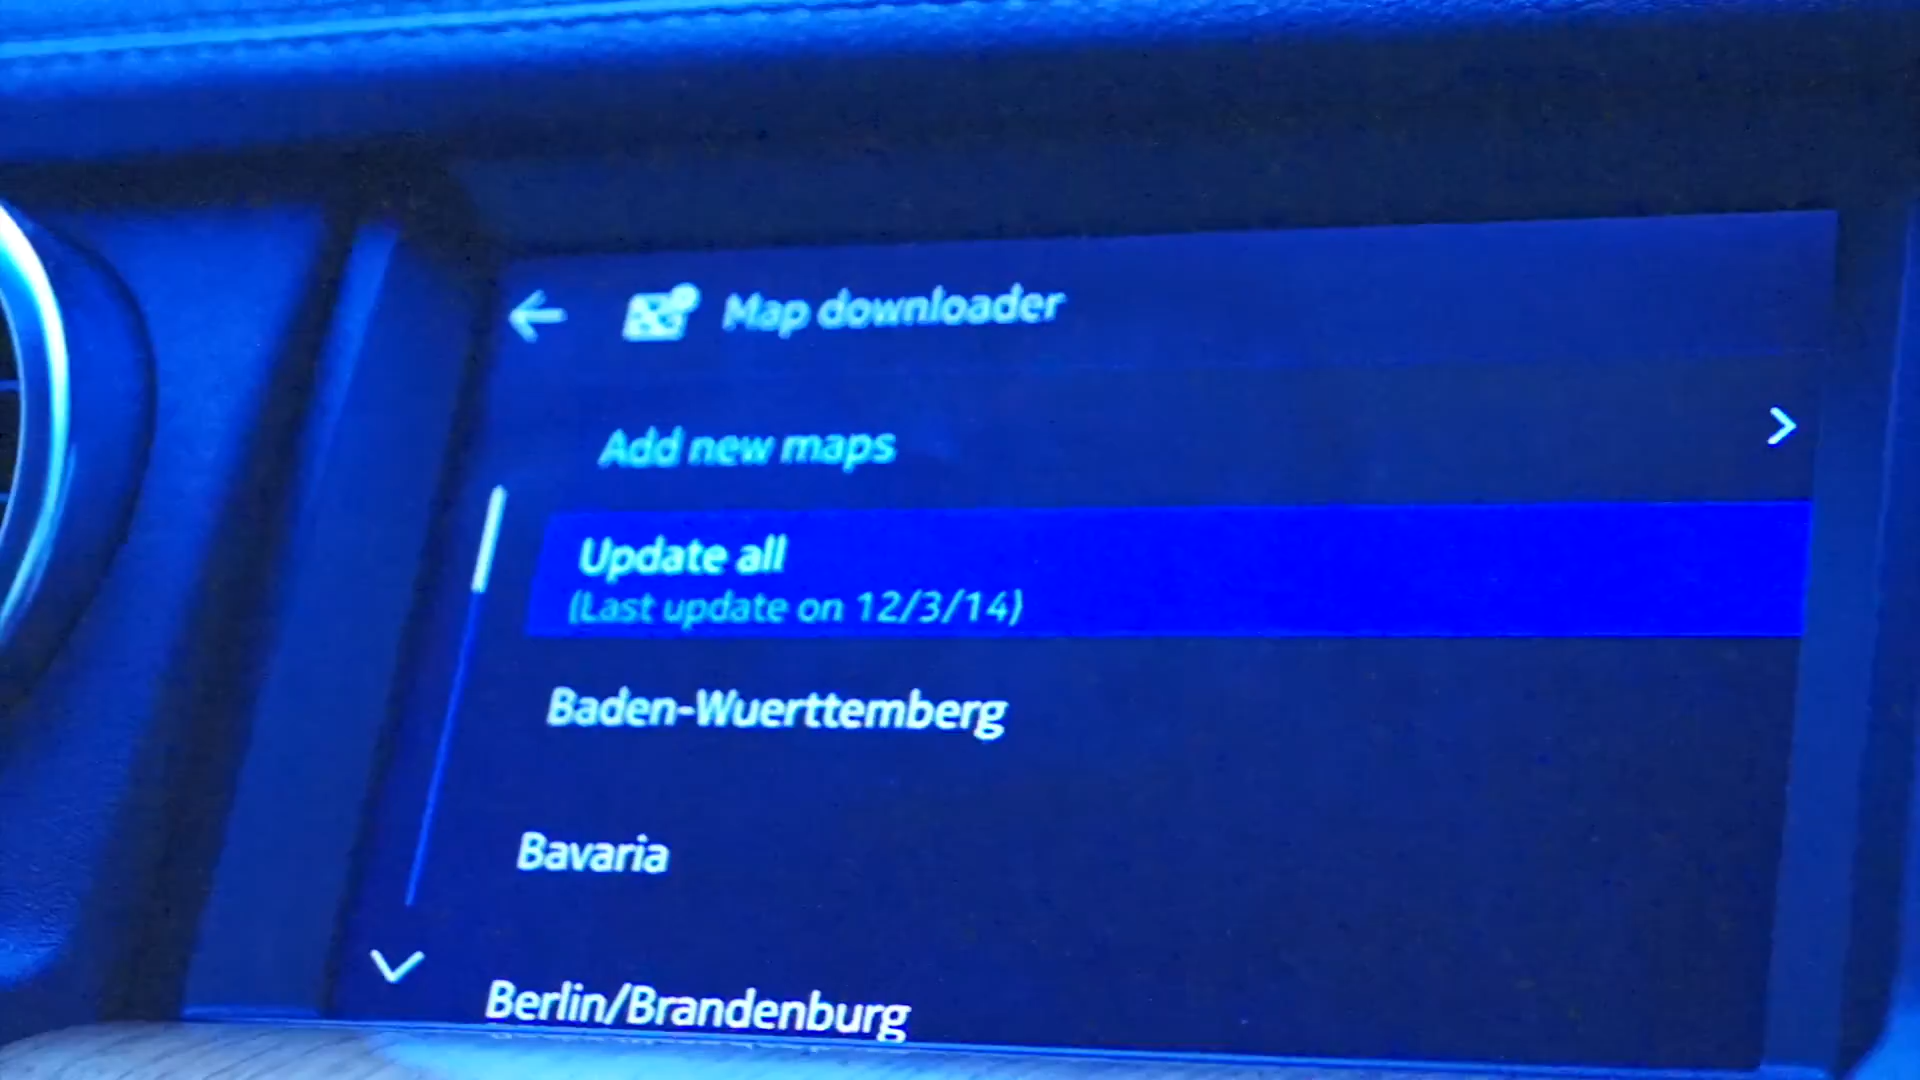 Map downloader
Add new maps
Update all
(Last update on 12/3/14)
Baden-Wuerttemberg
Bavaria
Berlin/Brandenburg